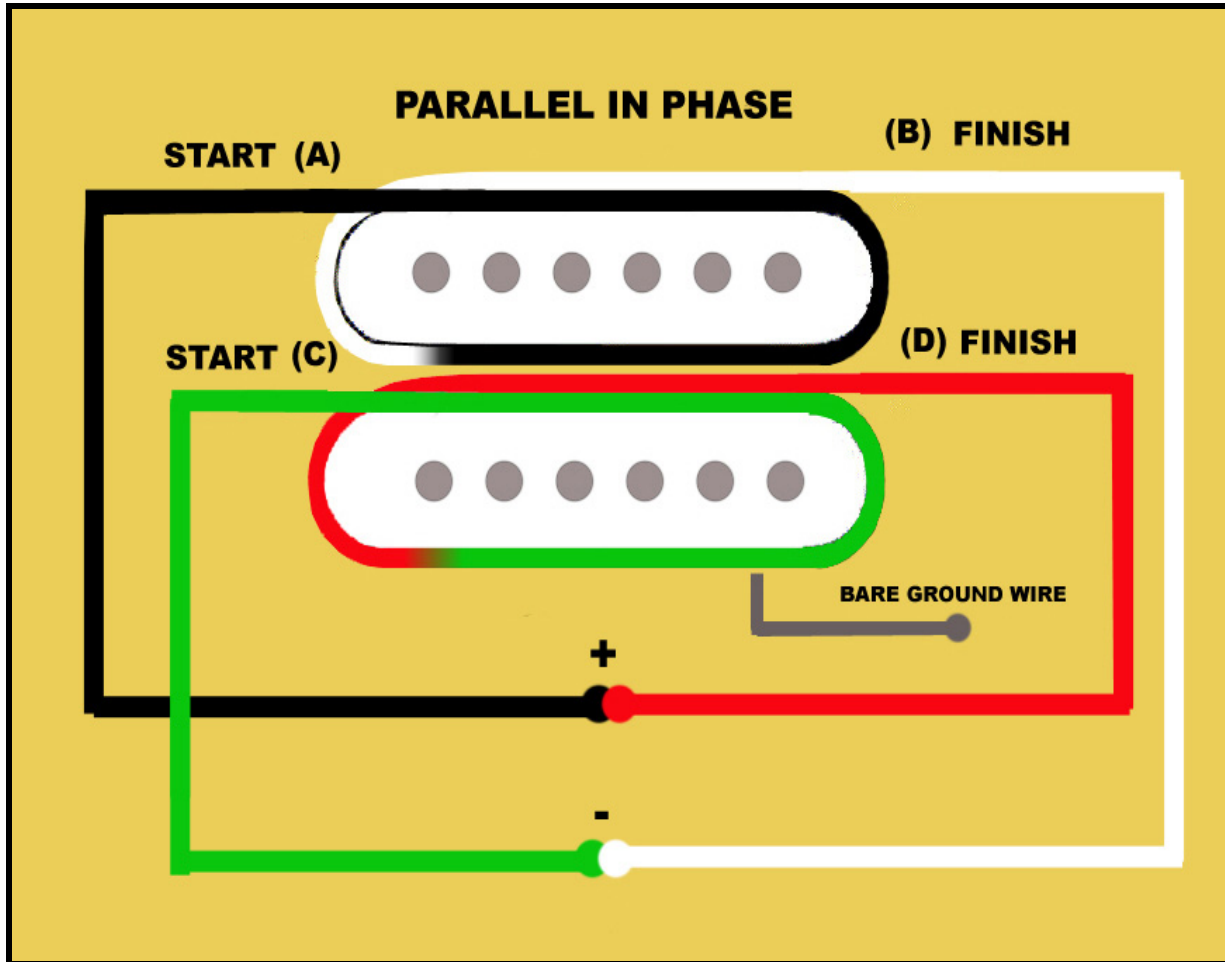 PARALLEL IN PHASE
START (A)
(B) FINISH
START (C)
(D) FINISH
BARE GROUND WIRE
+
-